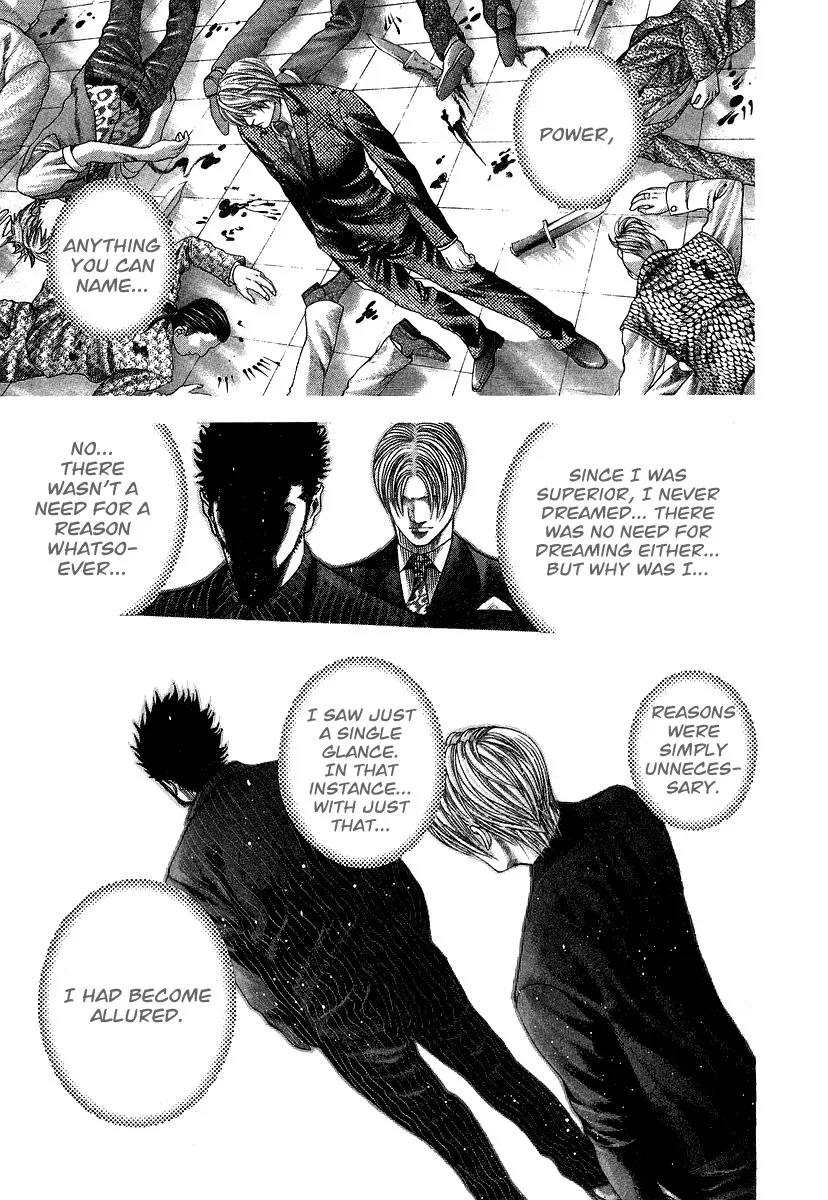 POWER,
ANYTHING
YOU CAN
NAME...
SINCE I WAS
SUPERIOR, I NEVER
DREAMED... THERE
WAS NO NEED FOR
DREAMING EITHER...
BUT WHY WAS I...
NO...
THERE
WASN'T A
NEED FOR A
REASON
WHATSO-
EVER...
REASONS
WERE
SIMPLY
UNNECES-
SARY.
I SAW JUST
A SINGLE
GLANCE.
IN THAT
INSTANCE...
WITH JUST
THAT...
I HAD BECOME
ALLURED.